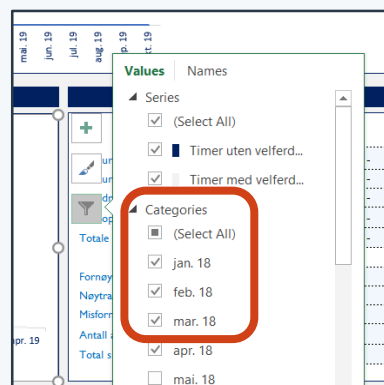 mai. 19
jun. 19
jul. 19
aug. 19
Values Names
Series
(Select All)
Timer uten velferd...
Timer med velferd...
Categories
(Select All)
jan. 18
feb. 18
mar. 18
apr. 18
mai. 18
Totale
Fornøy
Nøytra
Misforn
Antall
Total s
pr. 19